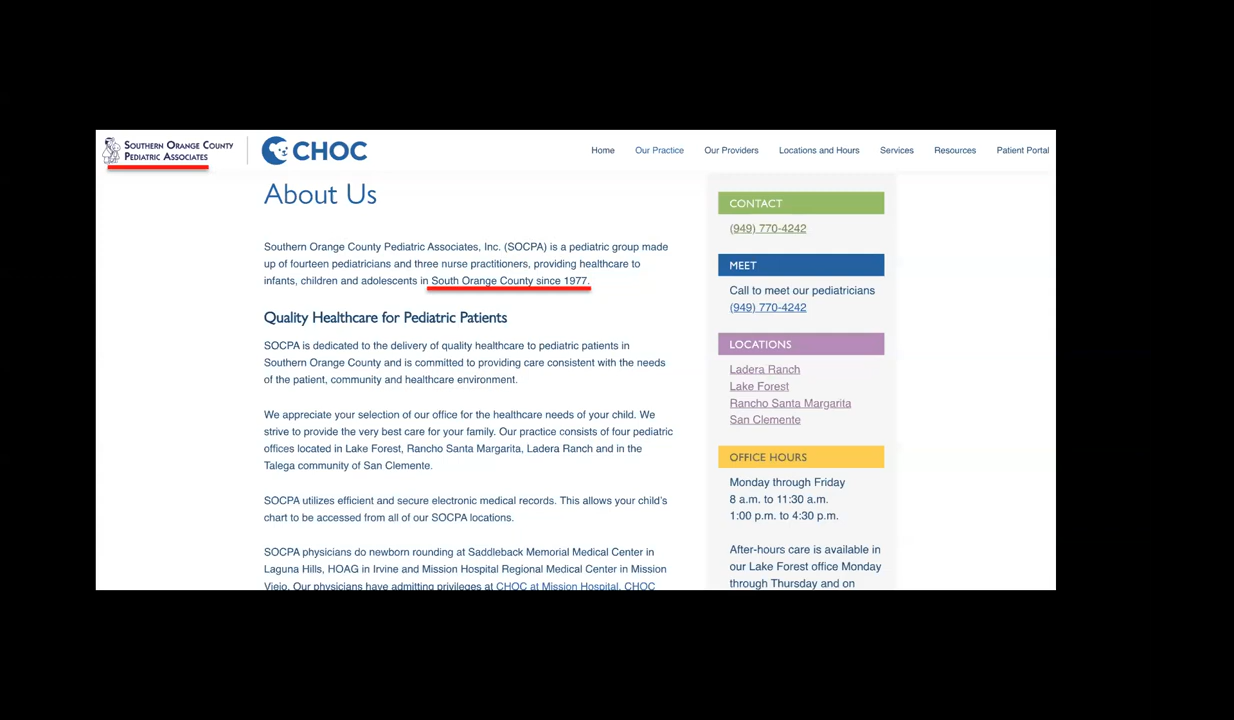 SOUTHERN ORANGE COUNTY
PEDIATRIC ASSOCIATES
CHOC
Home Our Practice Our Providers Locations and Hours Services Resources Patient Portal
About Us
Southern Orange County Pediatric Associates, Inc. (SOCPA) is a pediatric group made
up of fourteen pediatricians and three nurse practitioners, providing healthcare to
infants, children and adolescents in South Orange County since 1977.
Quality Healthcare for Pediatric Patients
SOCPA is dedicated to the delivery of quality healthcare to pediatric patients in
Southern Orange County and is committed to providing care consistent with the needs
of the patient, community and healthcare environment.
We appreciate your selection of our office for the healthcare needs of your child. We
strive to provide the very best care for your family. Our practice consists of four pediatric
offices located in Lake Forest, Rancho Santa Margarita, Ladera Ranch and in the
Talega community of San Clemente.
SOCPA utilizes efficient and secure electronic medical records. This allows your child's
chart to be accessed from all of our SOCPA locations.
SOCPA physicians do newborn rounding at Saddleback Memorial Medical Center in
Laguna Hills, HOAG in Irvine and Mission Hospital Regional Medical Center in Mission
Viejo. Our physicians have admitting privileges at CHOC at Mission Hospital, CHOC
CONTACT
(949) 770-4242
MEET
Call to meet our pediatricians
(949) 770-4242
LOCATIONS
Ladera Ranch
Lake Forest
Rancho Santa Margarita
San Clemente
OFFICE HOURS
Monday through Friday
8 a.m. to 11:30 a.m.
1:00 p.m. to 4:30 p.m.
After-hours care is available in
our Lake Forest office Monday
through Thursday and on